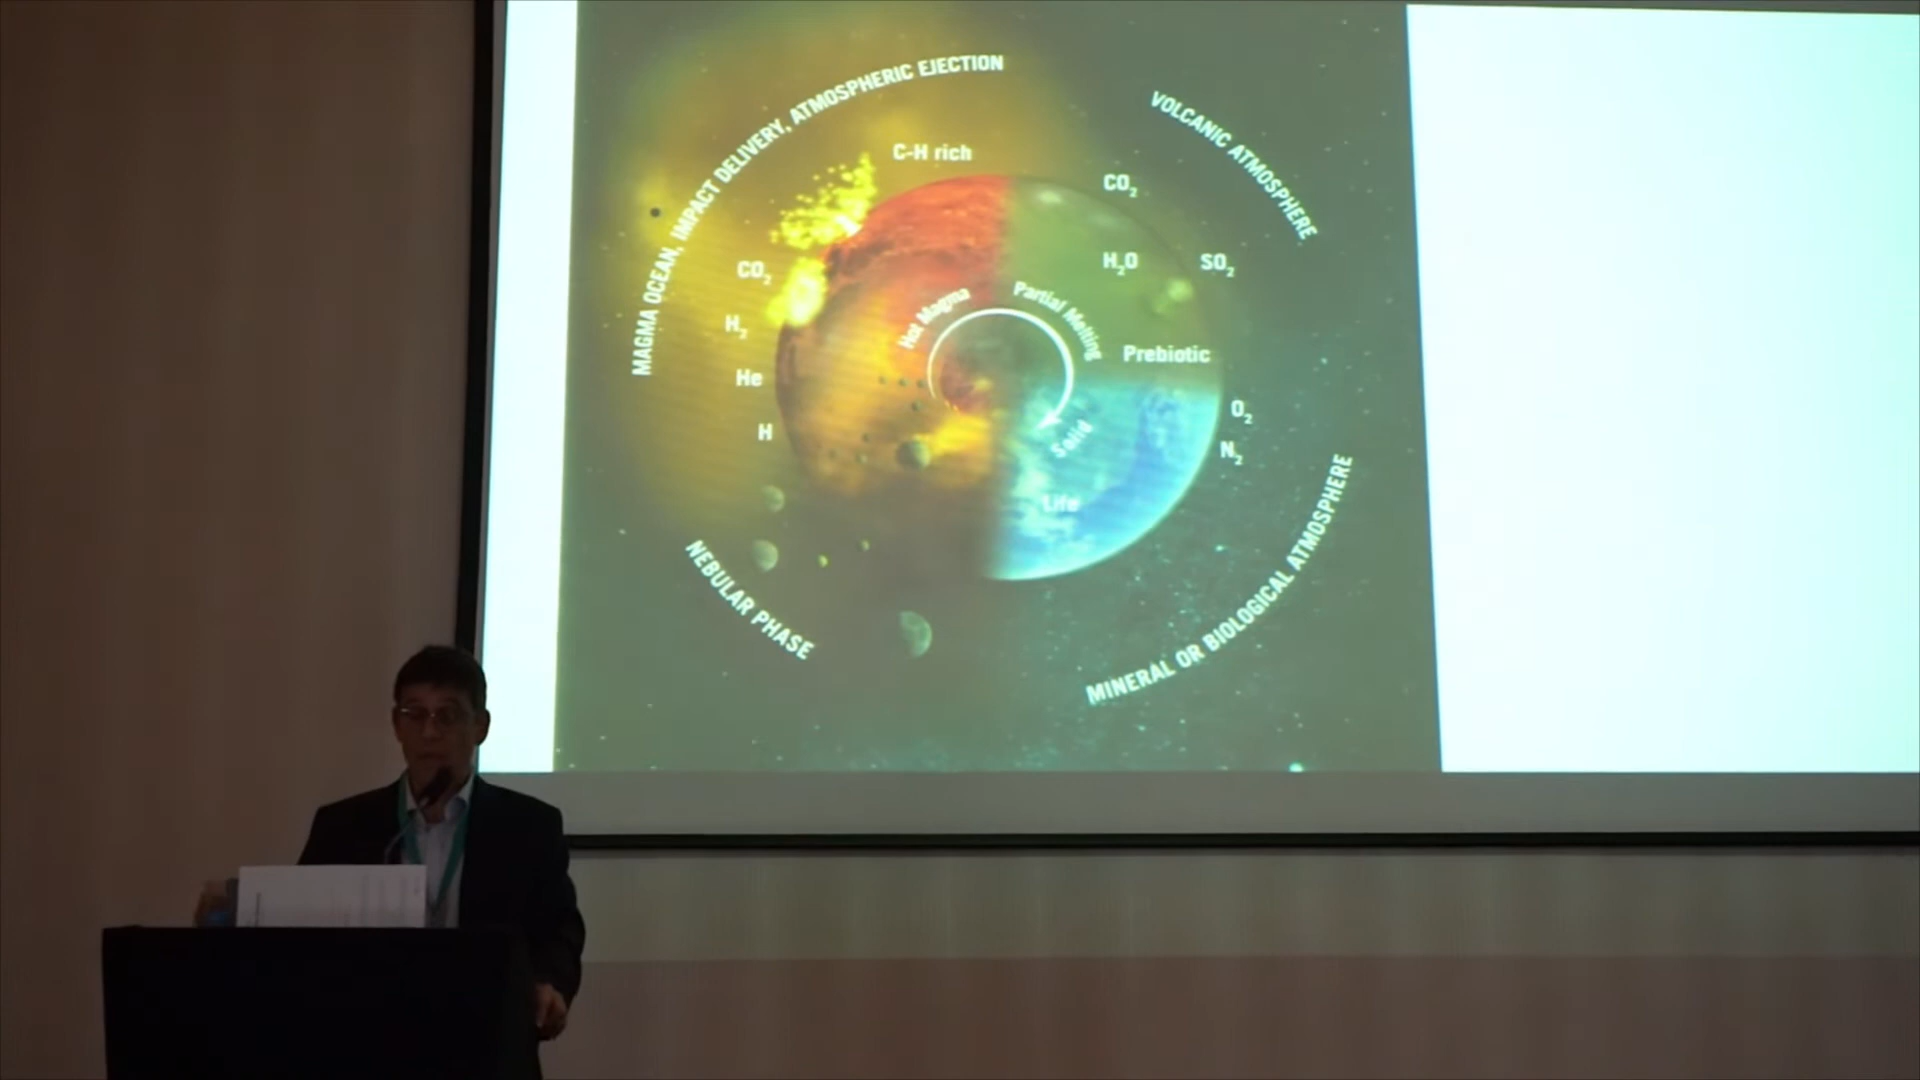 MAGMA OCEAN, IMPACT DELIVERY, ATMOSPHERIC EJECTION
VOLCANIC ATMOSPHERE
C-H rich
CO₂
H₂O
SO₂
CO₂
H₂
He
H
Hot Magma
Partial Melting
Solid
Prebiotic
O₂
N₂
Life
NEBULAR PHASE
MINERAL OR BIOLOGICAL ATMOSPHERE